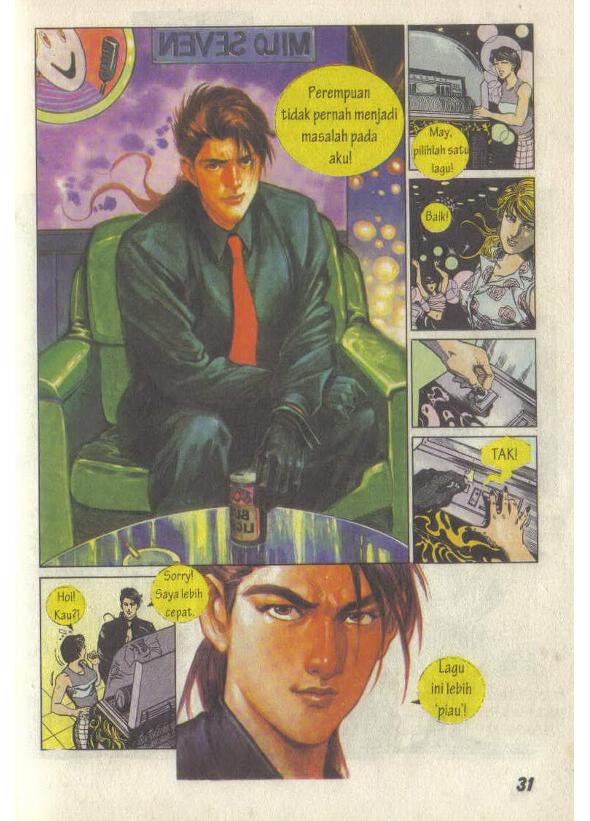 MILO SEVEN
Perempuan
tidak pernah menjadi
masalah pada
aku!
May,
pilihlah satu
lagu!
Baik!
TAK!
Hoi!
Kau?!
Sorry!
Saya lebih
cepat.
Lagu
ini lebih
'piau'!
31